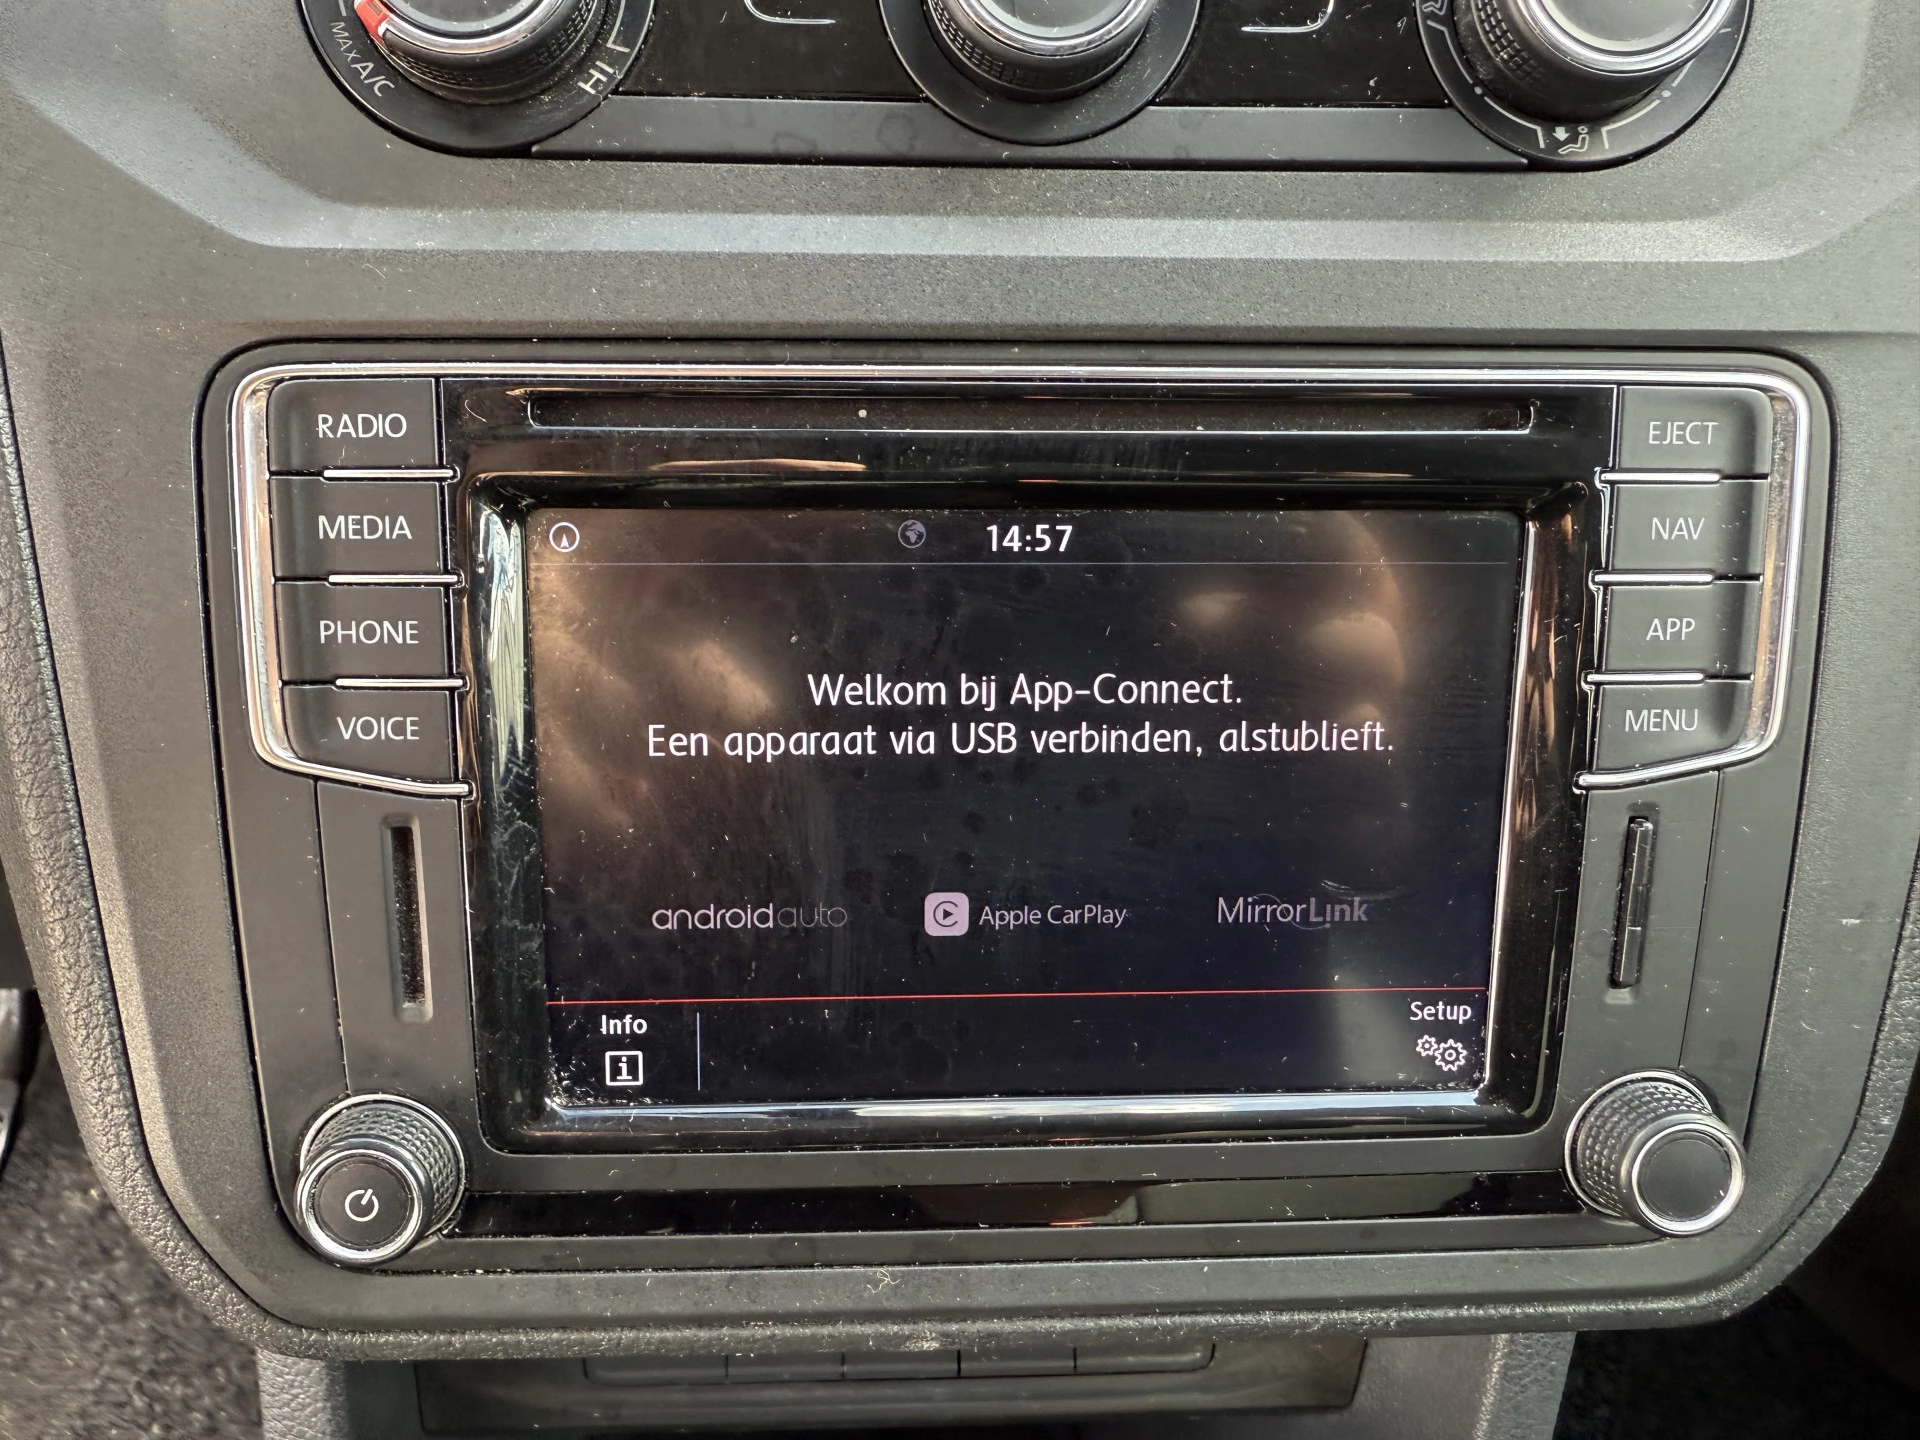 MAX A/C
HI
RADIO
EJECT
MEDIA
NAV
PHONE
APP
VOICE
MENU
14:57
Welkom bij App-Connect.
Een apparaat via USB verbinden, alstublieft.
androidauto
Apple CarPlay
MirrorLink
Info
i
Setup